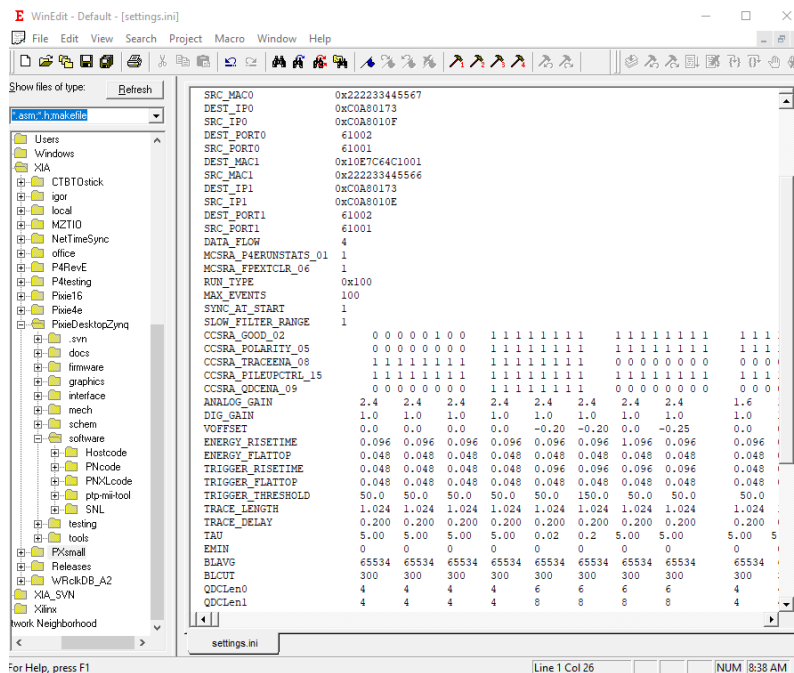 WinEdit - Default - [settings.ini]
File Edit View Search Project Macro Window Help
Show files of type:
Refresh
*.asm;*.h;makefile
Users
Windows
XIA
CTBTOstick
igor
local
MZTIO
NetTimeSync
office
P4RevE
P4testing
Pixie16
Pixie4e
PixieDesktopZynq
.svn
docs
firmware
graphics
interface
mech
schem
software
Hostcode
PNcode
PNXLcode
ptp-mii-tool
SNL
testing
tools
PXsmall
Releases
WRclkDB_A2
XIA_SVN
Xilinx
twork Neighborhood
SRC_MAC0 0x222233445567
DEST_IP0 0xC0A80173
SRC_IP0 0xC0A8010F
DEST_PORT0 61002
SRC_PORT0 61001
DEST_MAC1 0x10E7C64C1001
SRC_MAC1 0x222233445566
DEST_IP1 0xC0A80173
SRC_IP1 0xC0A8010E
DEST_PORT1 61002
SRC_PORT1 61001
DATA_FLOW 4
MCSRA_P4ERUNSTATS_01 1
MCSRA_FPEXTCLR_06 1
RUN_TYPE 0x100
MAX_EVENTS 100
SYNC_AT_START 1
SLOW_FILTER_RANGE 1
CCSRA_GOOD_02 0 0 0 0 0 1 0 0 1 1 1 1 1 1 1 1 1 1 1 1 1 1 1 1 1 1 1
CCSRA_POLARITY_05 0 0 0 0 0 0 0 0 1 1 1 1 1 1 1 1 1 1 1 1 1 1 1 1 1 1 1
CCSRA_TRACEENA_08 1 1 1 1 1 1 1 1 1 1 1 1 1 1 1 1 0 0 0 0 0 0 0 0 0 0 0
CCSRA_PILEUPCTRL_15 1 1 1 1 1 1 1 1 1 1 1 1 1 1 1 1 1 1 1 1 1 1 1 1 1 1 1
CCSRA_QDCENA_09 0 0 0 0 0 0 0 0 1 1 1 1 1 1 1 1 0 0 0 0 0 0 0 0 0 0 0
ANALOG_GAIN 2.4 2.4 2.4 2.4 2.4 2.4 2.4 2.4 1.6
DIG_GAIN 1.0 1.0 1.0 1.0 1.0 1.0 1.0 1.0 1.0
VOFFSET 0.0 0.0 0.0 0.0 -0.20 -0.20 0.0 -0.25 0.0
ENERGY_RISETIME 0.096 0.096 0.096 0.096 0.096 0.096 1.096 0.096 0.096
ENERGY_FLATTOP 0.048 0.048 0.048 0.048 0.048 0.048 0.048 0.048 0.048
TRIGGER_RISETIME 0.048 0.048 0.048 0.048 0.048 0.096 0.096 0.096 0.048
TRIGGER_FLATTOP 0.048 0.048 0.048 0.048 0.048 0.048 0.048 0.048 0.048
TRIGGER_THRESHOLD 50.0 50.0 50.0 50.0 50.0 150.0 50.0 50.0 50.0
TRACE_LENGTH 1.024 1.024 1.024 1.024 1.024 1.024 1.024 1.024 1.024
TRACE_DELAY 0.200 0.200 0.200 0.200 0.200 0.200 0.200 0.200 0.200
TAU 5.00 5.00 5.00 5.00 0.02 0.2 5.00 5.00 5.00 5
EMIN 0 0 0 0 0 0 0 0 0
BLAVG 65534 65534 65534 65534 65534 65534 65534 65534 65534
BLCUT 300 300 300 300 300 300 300 300 300
QDCLen0 4 4 4 4 6 6 6 6 4
QDCLen1 4 4 4 4 8 8 8 8 4
settings.ini
For Help, press F1
Line 1 Col 26
NUM
8:38 AM